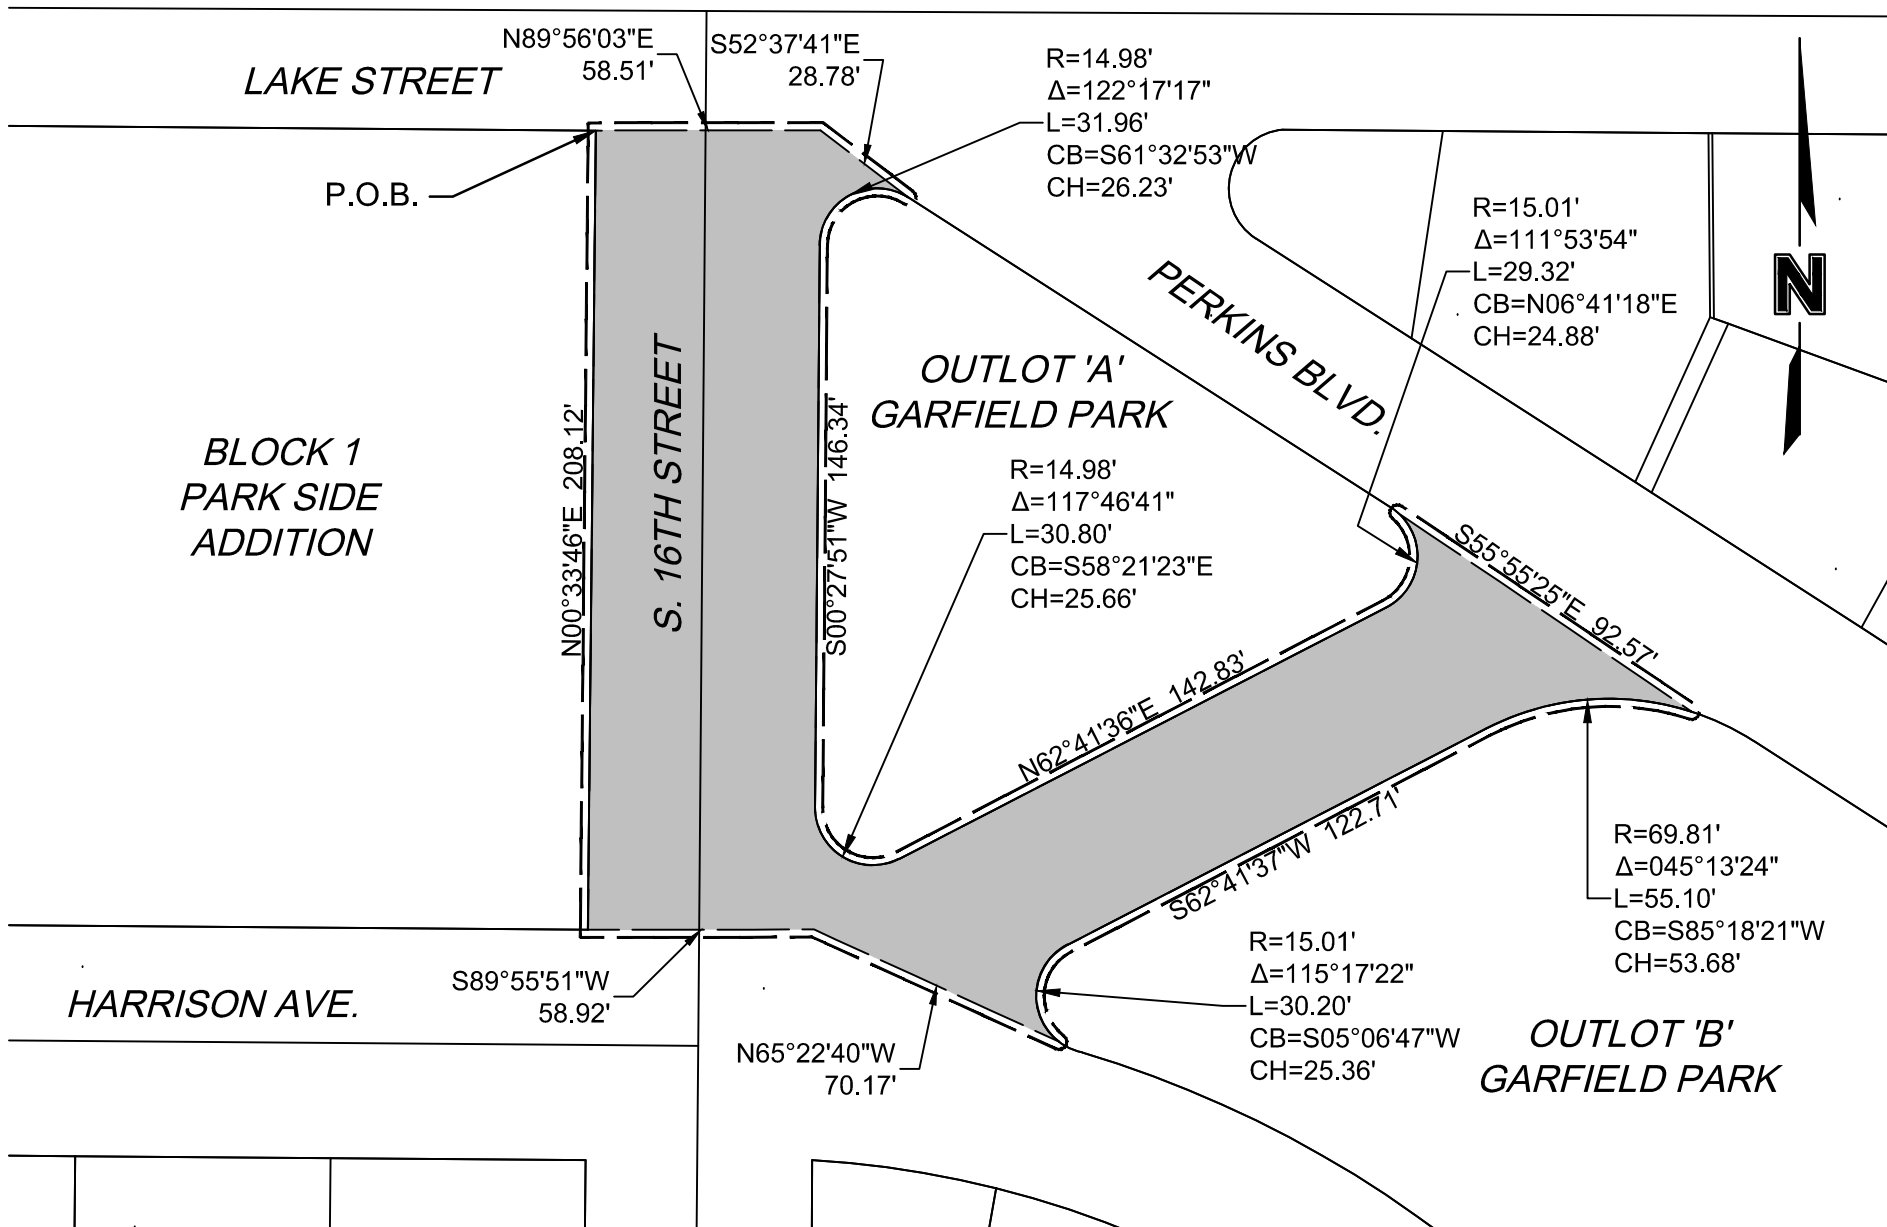 N89°56'03"E
58.51'
S52°37'41"E
28.78'
LAKE STREET
R=14.98'
Δ=122°17'17"
L=31.96'
CB=S61°32'53"W
CH=26.23'
P.O.B.
R=15.01'
Δ=111°53'54"
L=29.32'
CB=N06°41'18"E
CH=24.88'
N
PERKINS BLVD.
OUTLOT 'A'
GARFIELD PARK
BLOCK 1
PARK SIDE
ADDITION
N00°33'46"E 208.12'
S. 16TH STREET
S00°27'51"W 146.34'
R=14.98'
Δ=117°46'41"
L=30.80'
CB=S58°21'23"E
CH=25.66'
S55°55'25"E 92.57'
N62°41'36"E 142.83'
S62°41'37"W 122.71'
R=69.81'
Δ=045°13'24"
L=55.10'
CB=S85°18'21"W
CH=53.68'
HARRISON AVE.
S89°55'51"W
58.92'
N65°22'40"W
70.17'
R=15.01'
Δ=115°17'22"
L=30.20'
CB=S05°06'47"W
CH=25.36'
OUTLOT 'B'
GARFIELD PARK